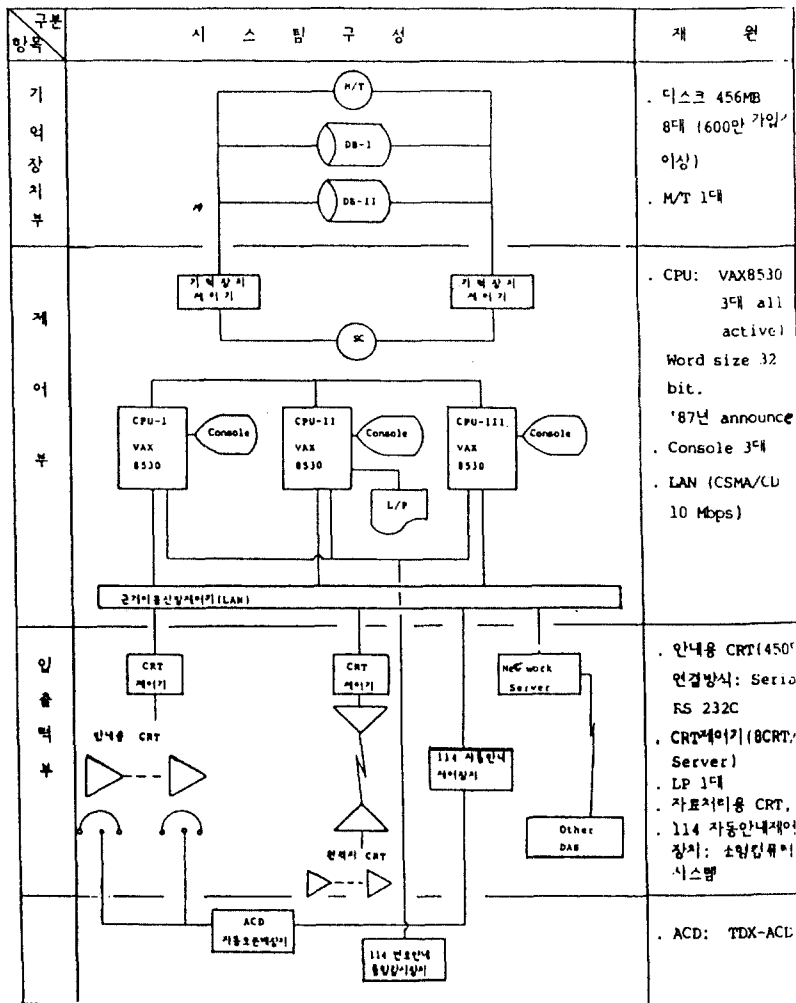 구분
항목
시 스 팀 구 성
재 원
기
억
장
치
부
M/T
DB-I
DB-II
. 디스크 456MB
8대 (600만 가입
이상)
. M/T 1대
기억장치
제어기
기억장치
제어기
SC
제
어
부
CPU-I
VAX
8530
Console
CPU-II
VAX
8530
Console
CPU-III
VAX
8530
Console
L/P
. CPU: VAX8530
3대 all
active)
Word size 32
bit.
'87년 announce
. Console 3대
. LAN (CSMA/CD
10 Mbps)
근거리통신망제어기(LAN)
입
출
력
부
CRT
제어기
CRT
제어기
Network
Server
안내용 CRT
114 자동안내
제어장치
Other
DAS
원격지 CRT
. 안내용 CRT(450
연결방식: Seria
RS 232C
. CRT제어기(8CRT/
Server)
. LP 1대
. 자료처리용 CRT,
. 114 자동안내제어
장치: 소형컴퓨터
시스템
ACD
자동호분배장치
114 번호안내
통합감시장치
. ACD: TDX-ACD